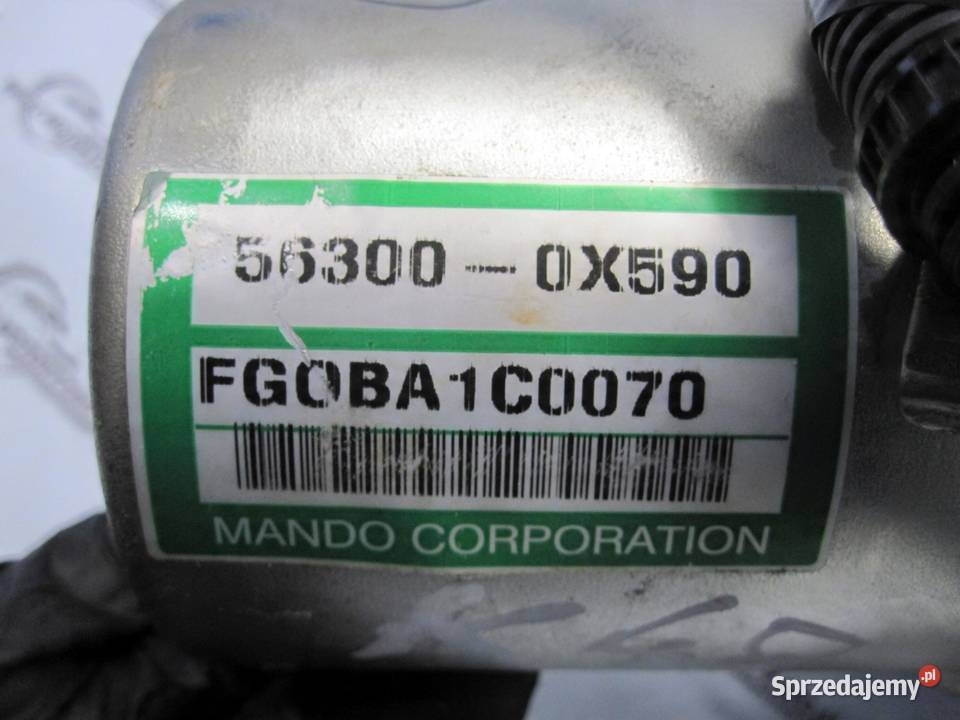 56300-0X590
FG0BA1C0070
MANDO CORPORATION
Sprzedajemy.pl